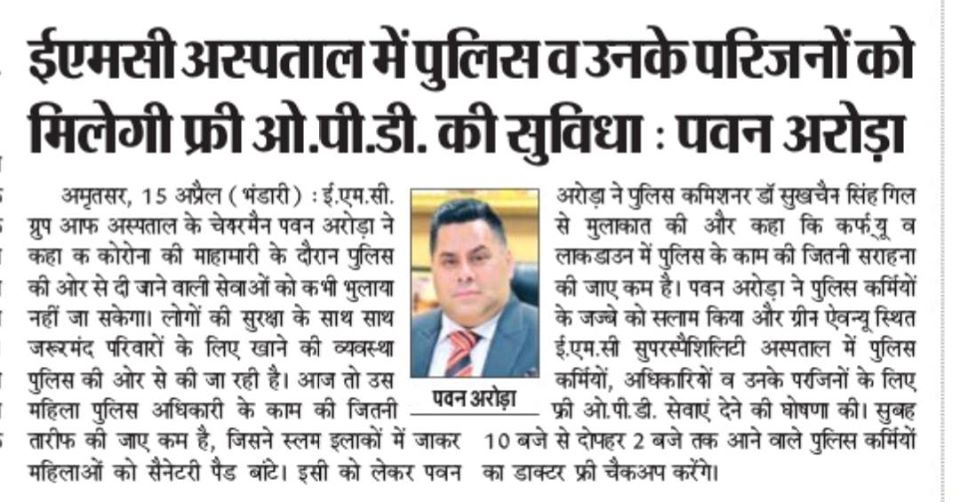 ईएमसी अस्पताल में पुलिस व उनके परिजनों को
मिलेगी फ्री ओ.पी.डी. की सुविधा : पवन अरोड़ा
अमृतसर, 15 अप्रैल (भंडारी) : ई.एम.सी.
ग्रुप आफ अस्पताल के चेयरमैन पवन अरोड़ा ने
कहा क कोरोना की माहामारी के दौरान पुलिस
की ओर से दी जाने वाली सेवाओं को कभी भुलाया
नहीं जा सकेगा। लोगों की सुरक्षा के साथ साथ
जरूरमंद परिवारों के लिए खाने की व्यवस्था
पुलिस की ओर से की जा रही है। आज तो उस
महिला पुलिस अधिकारी के काम की जितनी
तारीफ की जाए कम है, जिसने स्लम इलाकों में जाकर
महिलाओं को सैनेटरी पैड बांटे। इसी को लेकर पवन
पवन अरोड़ा
अरोड़ा ने पुलिस कमिशनर डॉ सुखचैन सिंह गिल
से मुलाकात की और कहा कि कर्फ्यू व
लाकडाउन में पुलिस के काम की जितनी सराहना
की जाए कम है। पवन अरोड़ा ने पुलिस कर्मियों
के जज्बे को सलाम किया और ग्रीन ऐवन्यू स्थित
ई.एम.सी सुपरस्पैशिलिटी अस्पताल में पुलिस
कर्मियों, अधिकारियों व उनके परजिनों के लिए
फ्री ओ.पी.डी. सेवाएं देने की घोषणा की। सुबह
10 बजे से दोपहर 2 बजे तक आने वाले पुलिस कर्मियों
का डाक्टर फ्री चैकअप करेंगे।